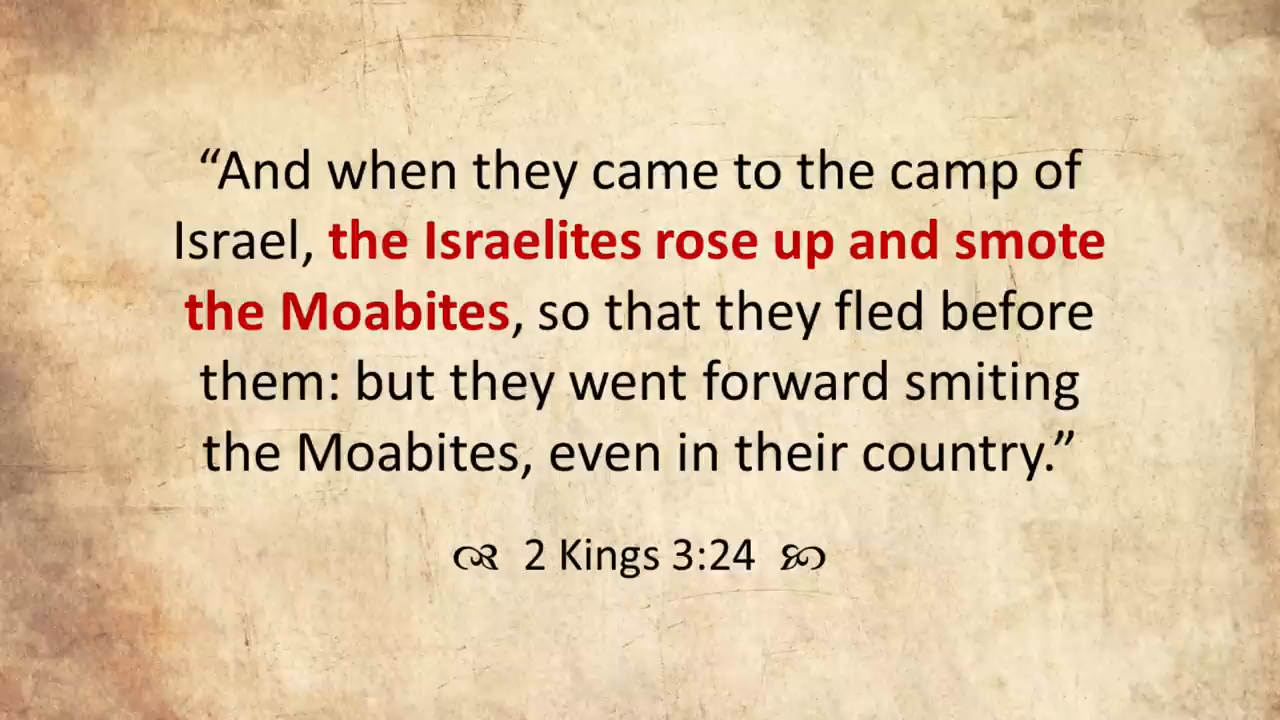 “And when they came to the camp of
Israel, the Israelites rose up and smote
the Moabites, so that they fled before
them: but they went forward smiting
the Moabites, even in their country.”
2 Kings 3:24